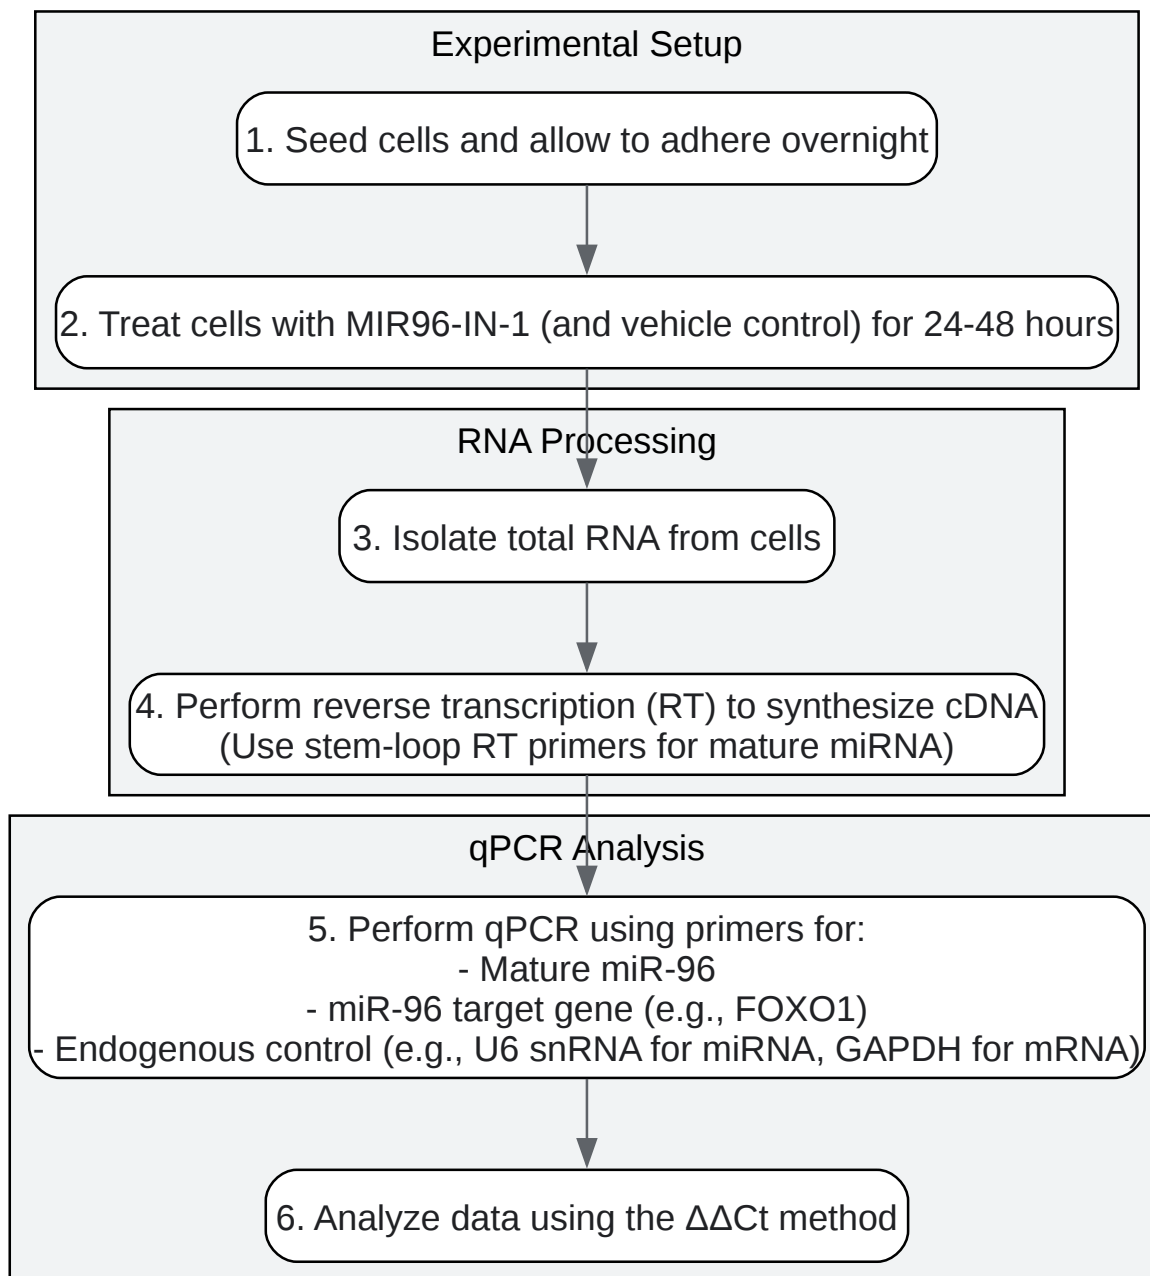 Experimental Setup
1. Seed cells and allow to adhere overnight
2. Treat cells with MIR96-IN-1 (and vehicle control) for 24-48 hours
RNA Processing
3. Isolate total RNA from cells
4. Perform reverse transcription (RT) to synthesize cDNA
(Use stem-loop RT primers for mature miRNA)
qPCR Analysis
5. Perform qPCR using primers for:
- Mature miR-96
- miR-96 target gene (e.g., FOXO1)
- Endogenous control (e.g., U6 snRNA for miRNA, GAPDH for mRNA)
6. Analyze data using the ΔΔCt method